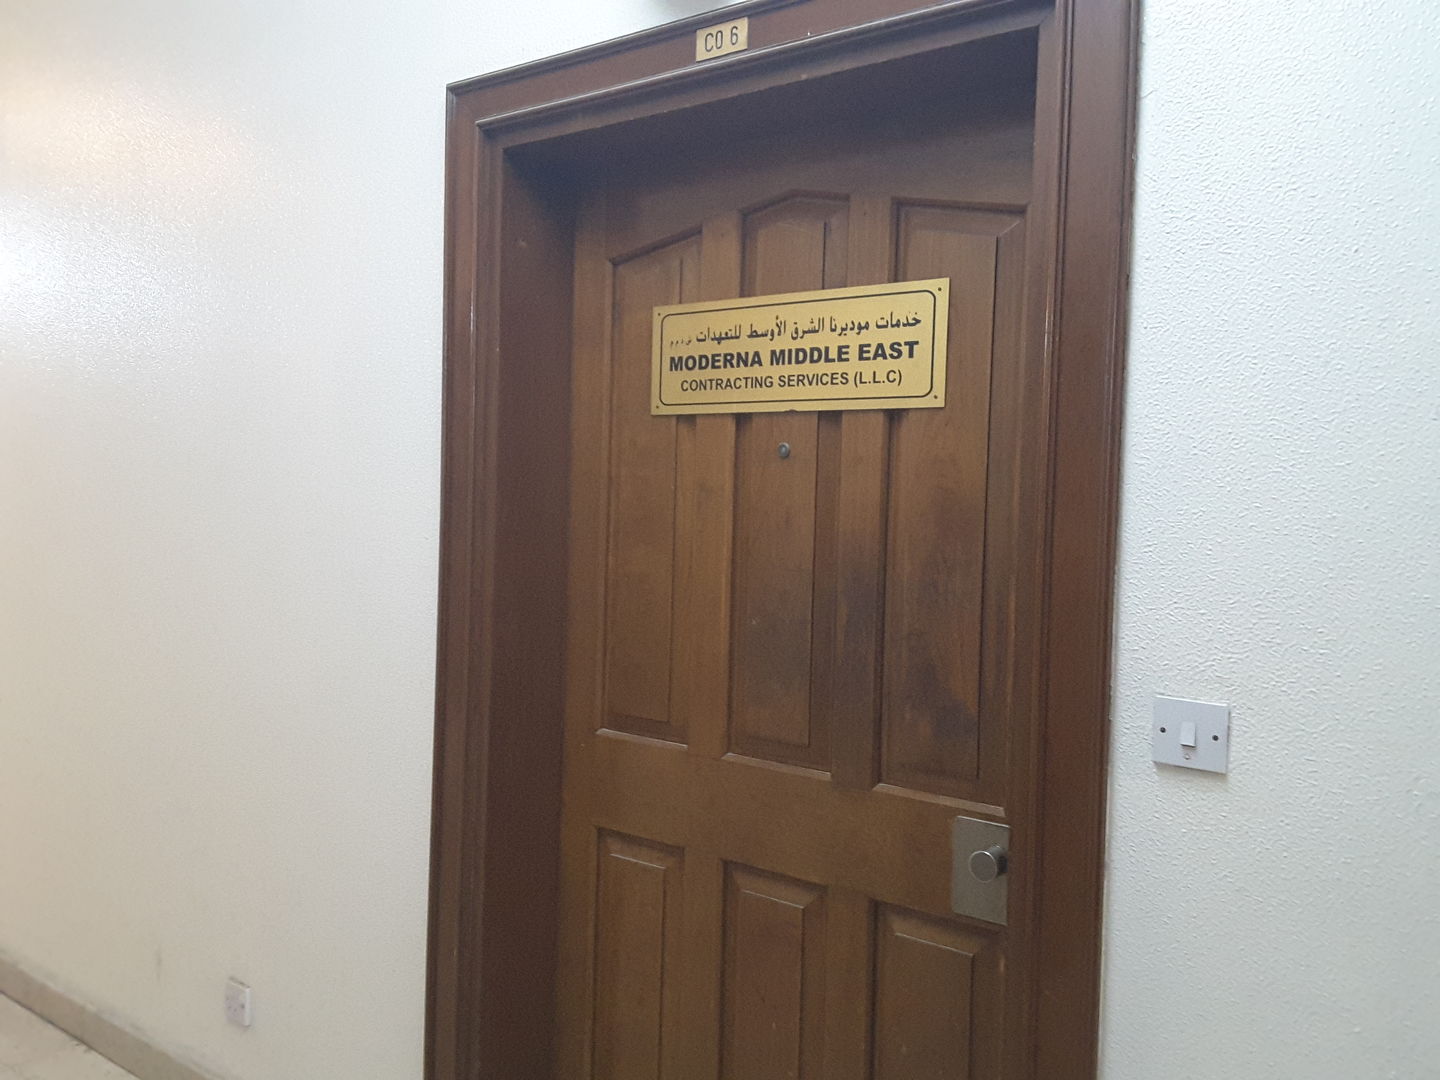 CO 6
خدمات موديرنا الشرق الأوسط للتعهدات
MODERNA MIDDLE EAST
CONTRACTING SERVICES (L.L.C)